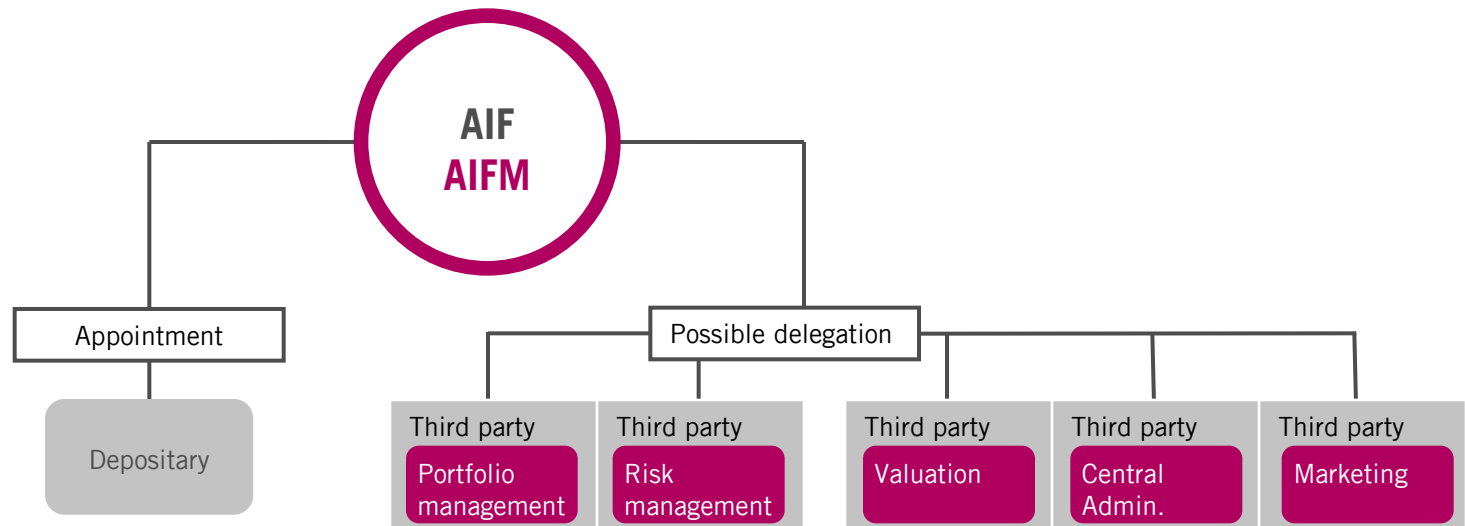 AIF
AIFM
Appointment
Possible delegation
Depositary
Third party
Portfolio
management
Third party
Risk
management
Third party
Valuation
Third party
Central
Admin.
Third party
Marketing